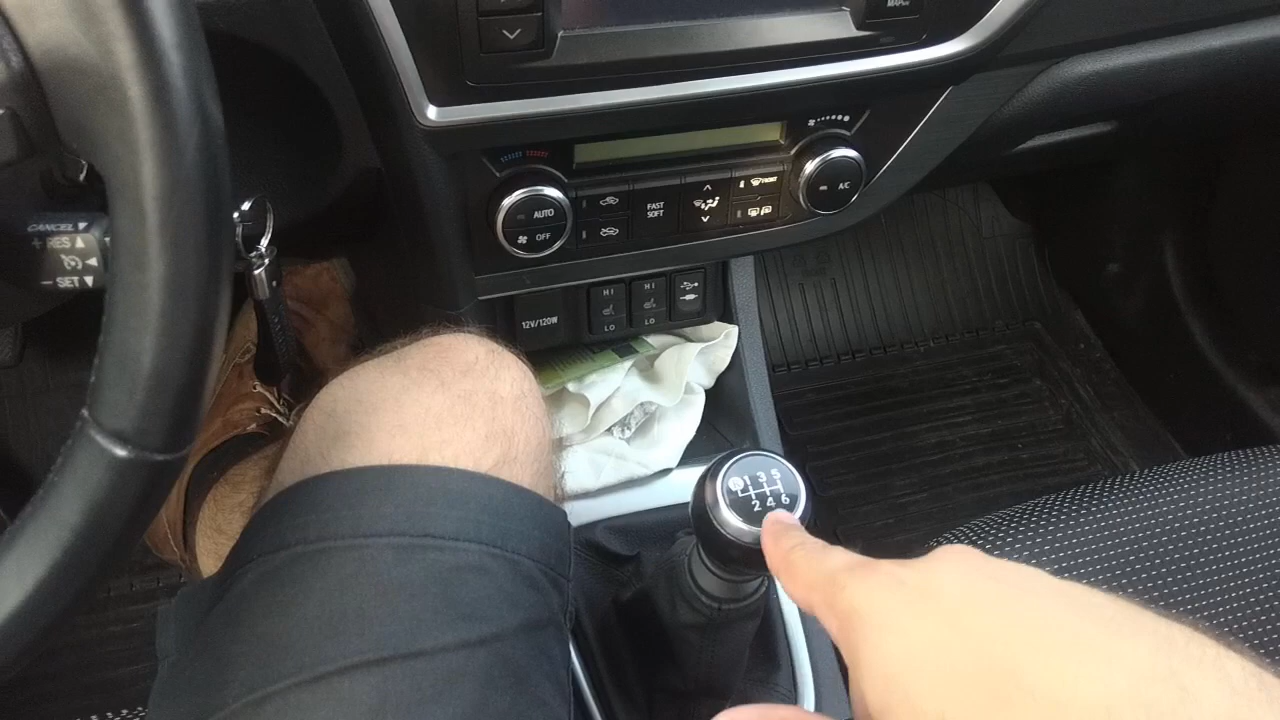 MAP
CANCEL
+ RES
- SET
AUTO
OFF
FAST
SOFT
FRONT
A/C
12V/120W
HI
LO
HI
LO
R 1 3 5
2 4 6